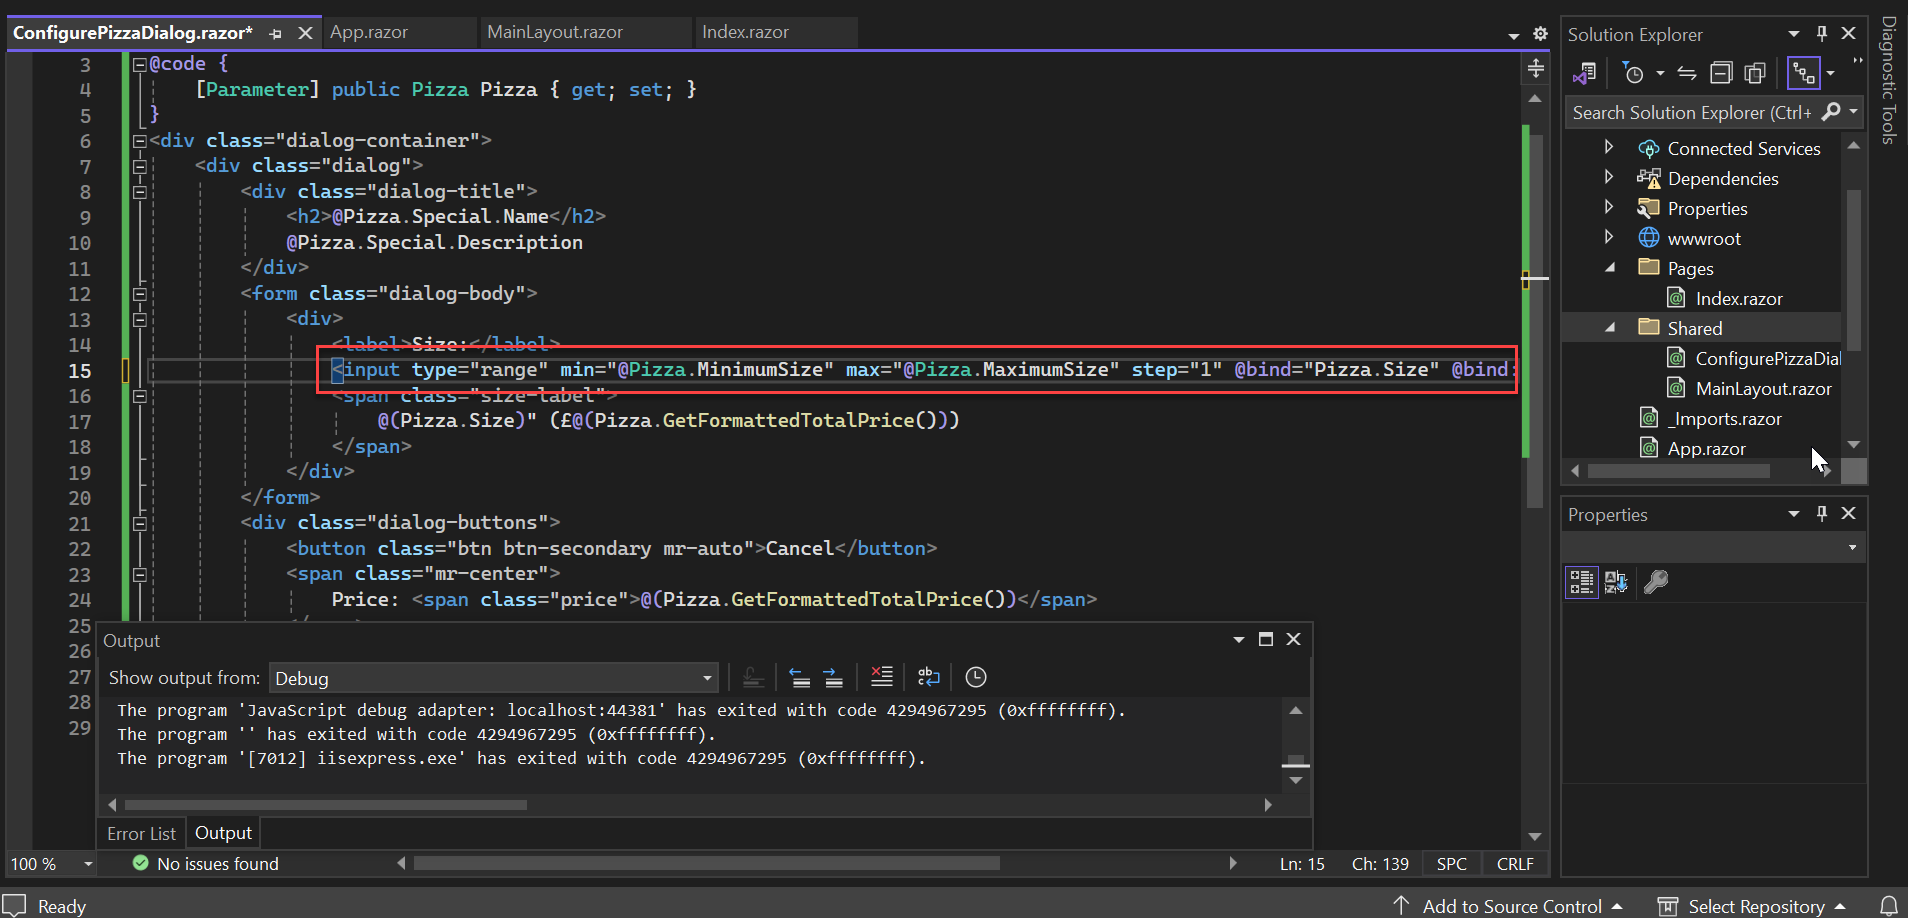 ConfigurePizzaDialog.razor*
App.razor
MainLayout.razor
Index.razor
3 @code {
4 [Parameter] public Pizza Pizza { get; set; }
5 }
6 <div class="dialog-container">
7 <div class="dialog">
8 <div class="dialog-title">
9 <h2>@Pizza.Special.Name</h2>
10 @Pizza.Special.Description
11 </div>
12 <form class="dialog-body">
13 <div>
14 <label>Size:</label>
15 <input type="range" min="@Pizza.MinimumSize" max="@Pizza.MaximumSize" step="1" @bind="Pizza.Size" @bind:
16 <span class="size-label">
17 @(Pizza.Size)" (£@(Pizza.GetFormattedTotalPrice()))
18 </span>
19 </div>
20 </form>
21 <div class="dialog-buttons">
22 <button class="btn btn-secondary mr-auto">Cancel</button>
23 <span class="mr-center">
24 Price: <span class="price">@(Pizza.GetFormattedTotalPrice())</span>
25
26
27
28
29
Output
Show output from: Debug
The program 'JavaScript debug adapter: localhost:44381' has exited with code 4294967295 (0xffffffff).
The program '' has exited with code 4294967295 (0xffffffff).
The program '[7012] iisexpress.exe' has exited with code 4294967295 (0xffffffff).
Error List
Output
100 %
No issues found
Ln: 15
Ch: 139
SPC
CRLF
Solution Explorer
Search Solution Explorer (Ctrl+
Connected Services
Dependencies
Properties
wwwroot
Pages
Index.razor
Shared
ConfigurePizzaDial
MainLayout.razor
_Imports.razor
App.razor
Properties
Diagnostic Tools
Ready
Add to Source Control
Select Repository